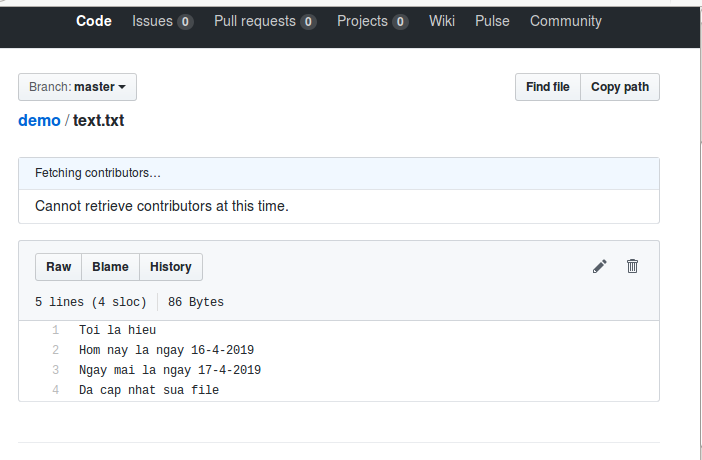 Code Issues 0 Pull requests 0 Projects 0 Wiki Pulse Community
Branch: master Find file Copy path
demo / text.txt
Fetching contributors…
Cannot retrieve contributors at this time.
Raw Blame History
5 lines (4 sloc) 86 Bytes
1 Toi la hieu
2 Hom nay la ngay 16-4-2019
3 Ngay mai la ngay 17-4-2019
4 Da cap nhat sua file